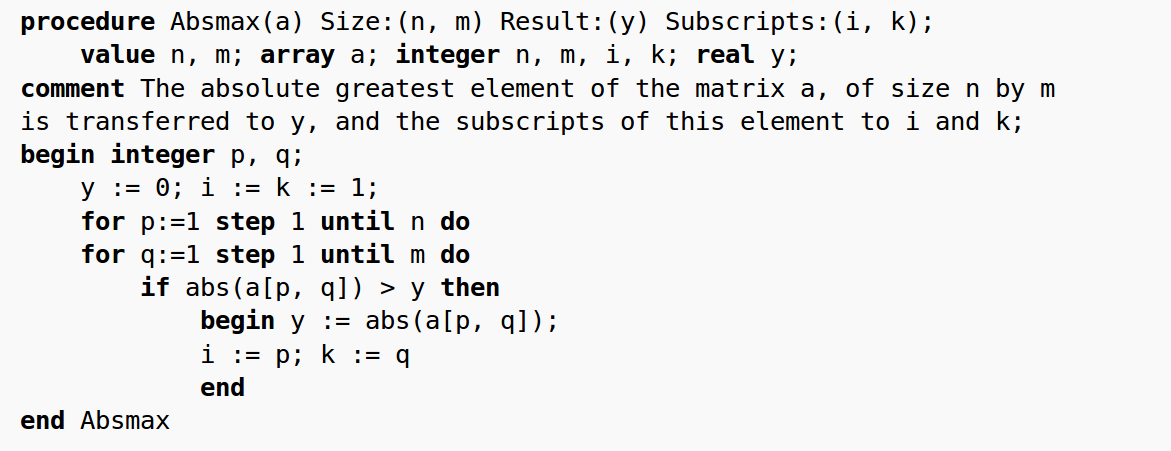 procedure Absmax(a) Size:(n, m) Result:(y) Subscripts:(i, k);
    value n, m; array a; integer n, m, i, k; real y;
comment The absolute greatest element of the matrix a, of size n by m
is transferred to y, and the subscripts of this element to i and k;
begin integer p, q;
    y := 0; i := k := 1;
    for p:=1 step 1 until n do
    for q:=1 step 1 until m do
        if abs(a[p, q]) > y then
            begin y := abs(a[p, q]);
            i := p; k := q
            end
end Absmax